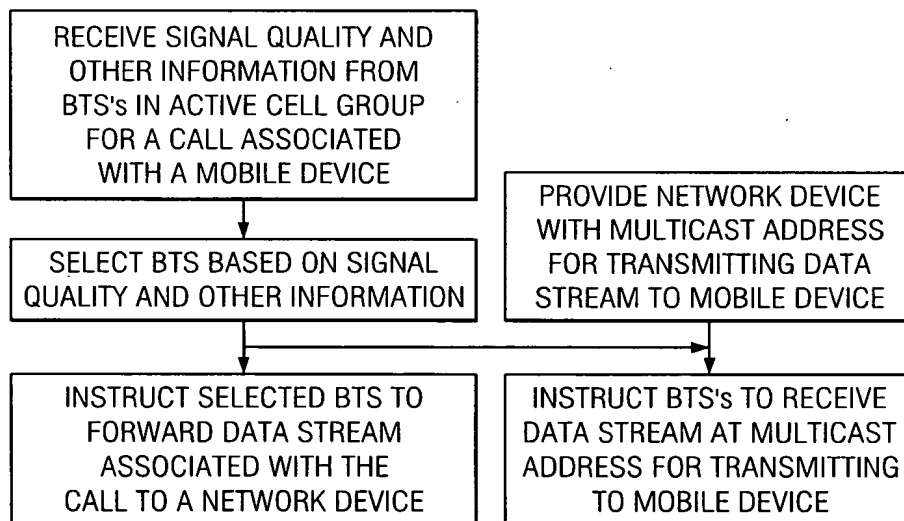 RECEIVE SIGNAL QUALITY AND
OTHER INFORMATION FROM
BTS's IN ACTIVE CELL GROUP
FOR A CALL ASSOCIATED
WITH A MOBILE DEVICE
SELECT BTS BASED ON SIGNAL
QUALITY AND OTHER INFORMATION
PROVIDE NETWORK DEVICE
WITH MULTICAST ADDRESS
FOR TRANSMITTING DATA
STREAM TO MOBILE DEVICE
INSTRUCT SELECTED BTS TO
FORWARD DATA STREAM
ASSOCIATED WITH THE
CALL TO A NETWORK DEVICE
INSTRUCT BTS's TO RECEIVE
DATA STREAM AT MULTICAST
ADDRESS FOR TRANSMITTING
TO MOBILE DEVICE